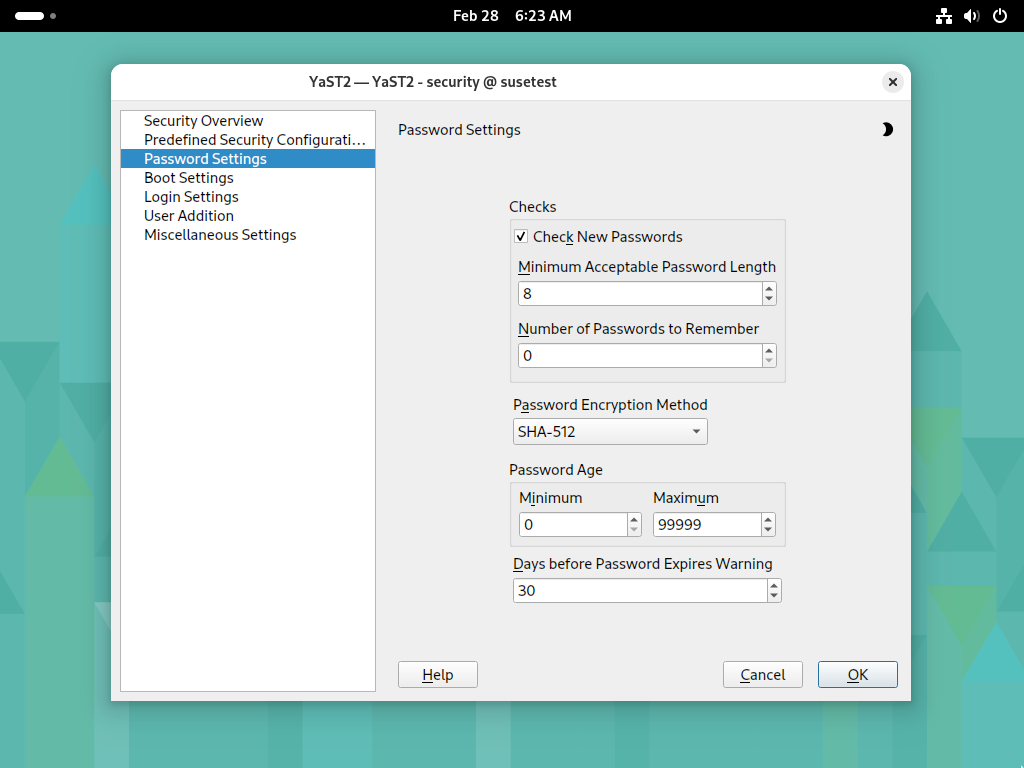 Feb 28 6:23 AM
YaST2 — YaST2 - security @ susetest
Security Overview
Predefined Security Configurati...
Password Settings
Boot Settings
Login Settings
User Addition
Miscellaneous Settings
Password Settings
Checks
Check New Passwords
Minimum Acceptable Password Length
8
Number of Passwords to Remember
0
Password Encryption Method
SHA-512
Password Age
Minimum Maximum
0 99999
Days before Password Expires Warning
30
Help Cancel OK